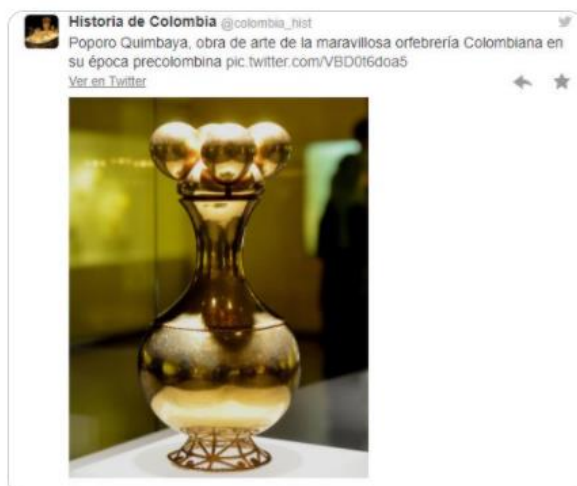 Historia de Colombia @colombia_hist
Poporo Quimbaya, obra de arte de la maravillosa orfebrería Colombiana en
su época precolombina pic.twitter.com/VBD0t6doa5
Ver en Twitter